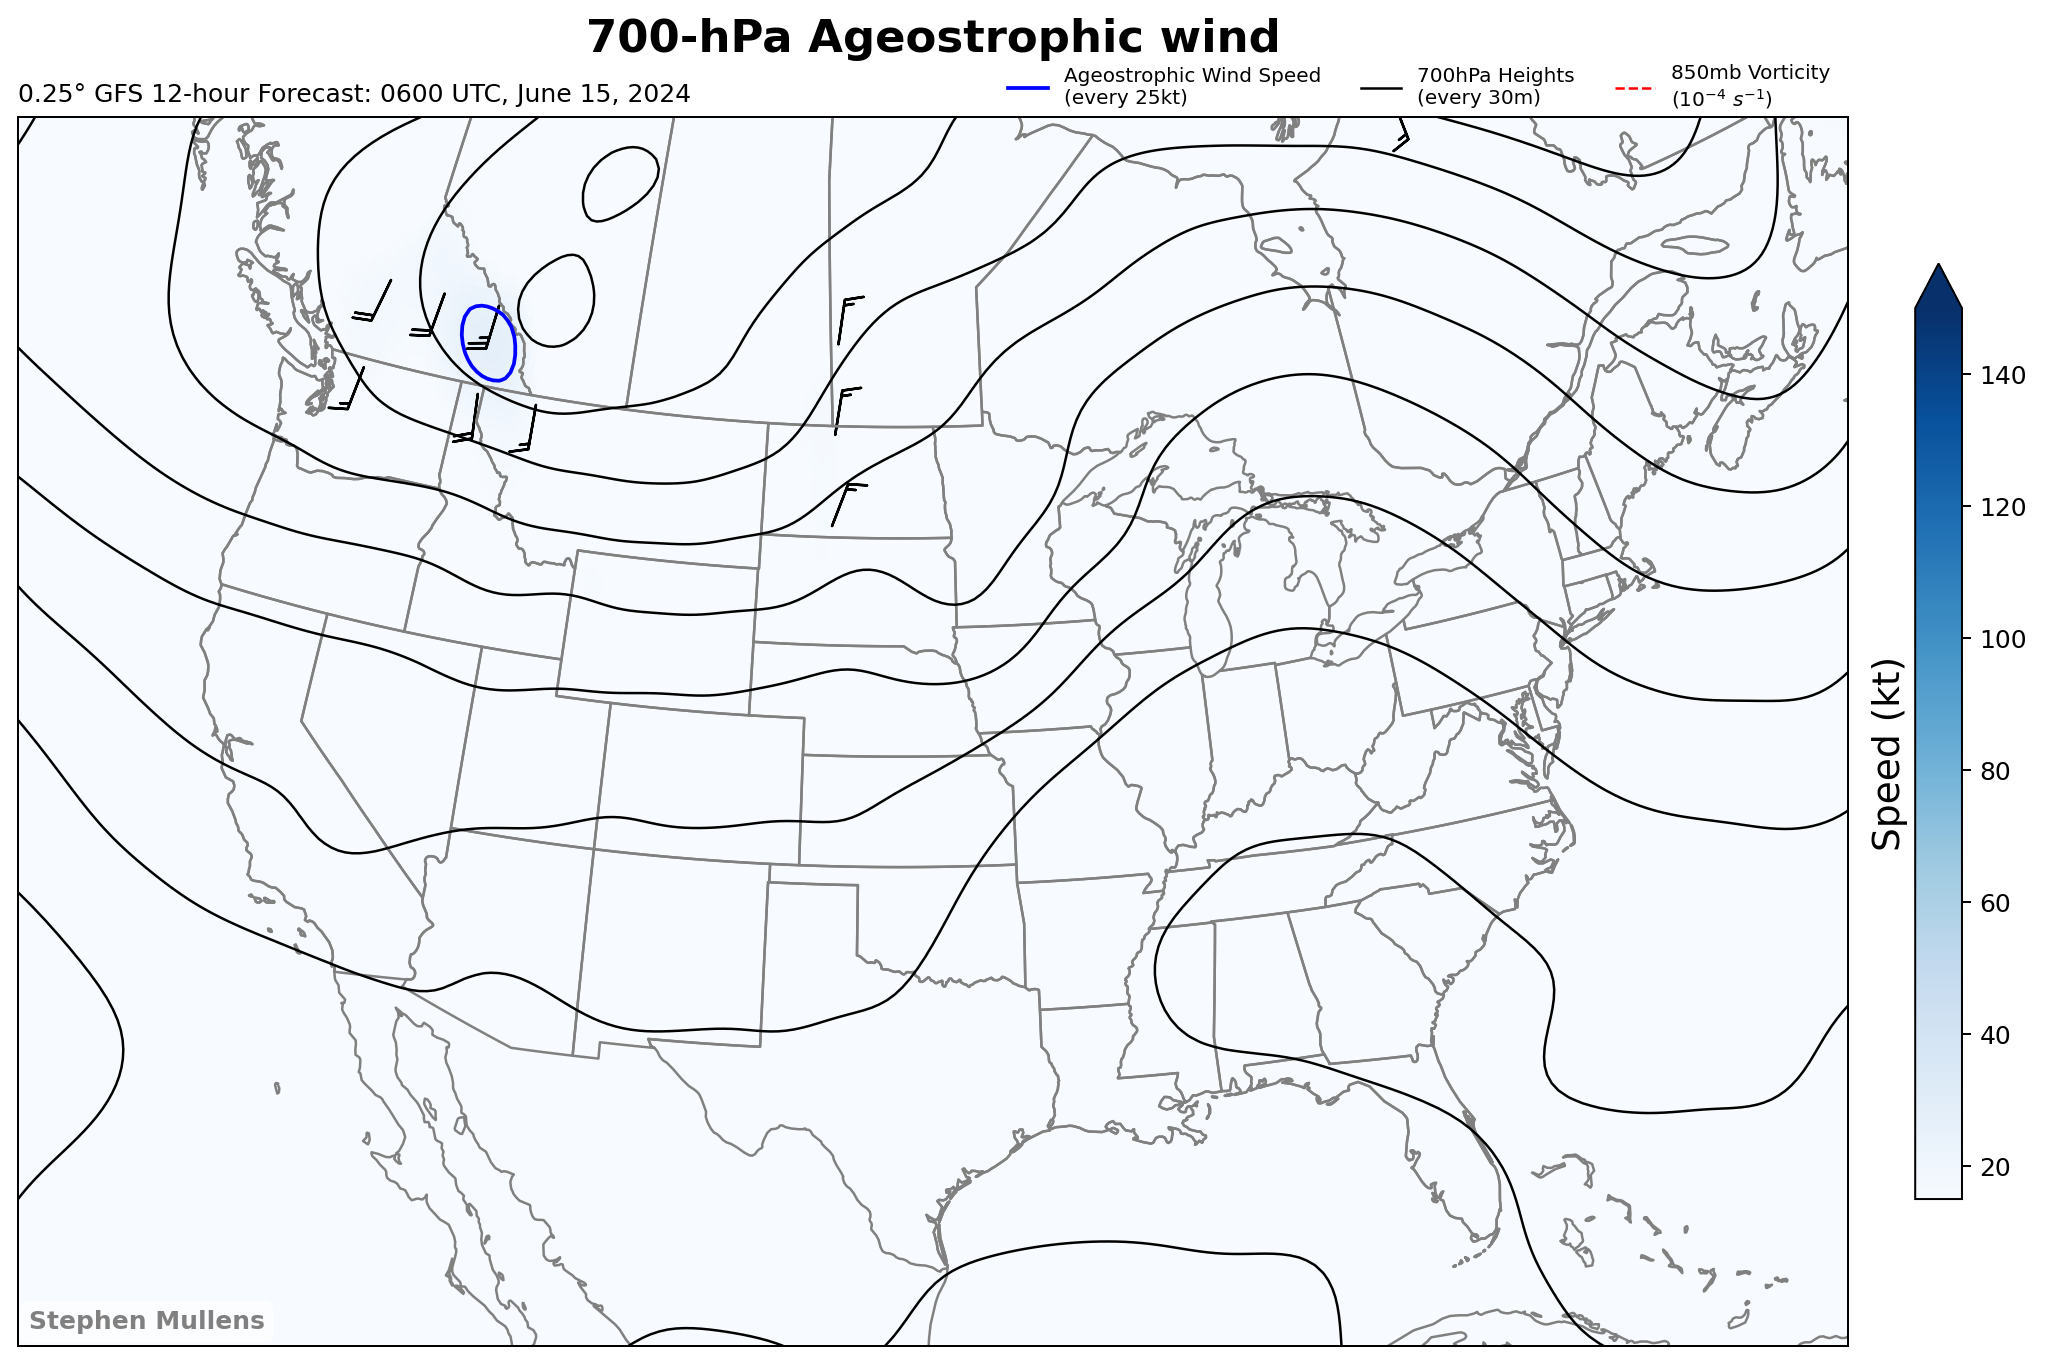 700-hPa Ageostrophic wind
0.25° GFS 12-hour Forecast: 0600 UTC, June 15, 2024
Ageostrophic Wind Speed
(every 25kt)
700hPa Heights
(every 30m)
850mb Vorticity
(10⁻⁴ s⁻¹)
140
120
100
80
60
40
20
Speed (kt)
Stephen Mullens